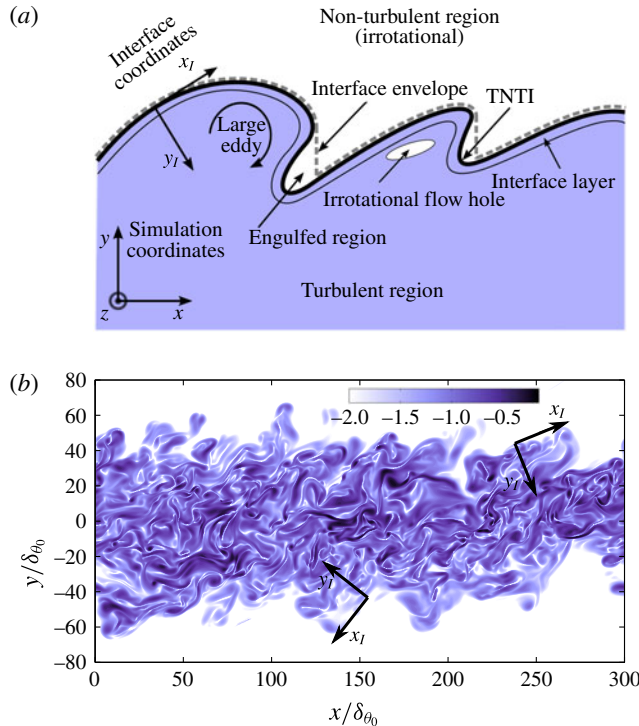 (a)
Non-turbulent region
(irrotational)
Interface
coordinates
x_I
Interface envelope
TNTI
Large
eddy
y_I
Interface layer
Irrotational flow hole
Simulation
coordinates
Engulfed region
y
z
x
Turbulent region
(b)
80
60
40
20
0
−20
−40
−60
−80
y/δ_θ0
−2.0 −1.5 −1.0 −0.5
x_I
y_I
y_I
x_I
0 50 100 150 200 250 300
x/δ_θ0